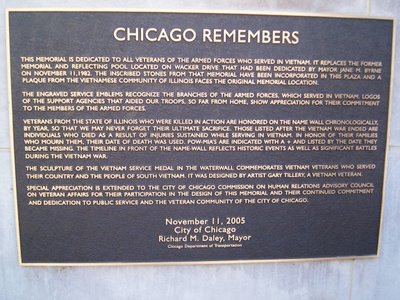 CHICAGO REMEMBERS
THIS MEMORIAL IS DEDICATED TO ALL VETERANS OF THE ARMED FORCES WHO SERVED IN VIETNAM. IT REPLACES THE FORMER
MEMORIAL AND REFLECTING POOL LOCATED ON WACKER DRIVE THAT HAD BEEN DEDICATED BY MAYOR JANE M. BYRNE
ON NOVEMBER 11,1982. THE INSCRIBED STONES FROM THAT MEMORIAL HAVE BEEN INCORPORATED IN THIS PLAZA AND A
PLAQUE FROM THE VIETNAMESE COMMUNITY OF ILLINOIS FACES THE ORIGINAL MEMORIAL LOCATION.
THE ENGRAVED SERVICE EMBLEMS RECOGNIZE THE BRANCHES OF THE ARMED FORCES, WHICH SERVED IN VIETNAM. LOGOS
OF THE SUPPORT AGENCIES THAT AIDED OUR TROOPS, SO FAR FROM HOME, SHOW APPRECIATION FOR THEIR COMMITMENT
TO THE MEMBERS OF THE ARMED FORCES.
VETERANS FROM THE STATE OF ILLINOIS WHO WERE KILLED IN ACTION ARE HONORED ON THE NAME WALL CHRONOLOGICALLY,
BY YEAR, SO THAT WE MAY NEVER FORGET THEIR ULTIMATE SACRIFICE. THOSE LISTED AFTER THE VIETNAM WAR ENDED ARE
INDIVIDUALS WHO DIED AS A RESULT OF INJURIES SUSTAINED WHILE SERVING IN VIETNAM. IN HONOR OF THEIR FAMILIES
WHO MOURN THEM, THEIR DATE OF DEATH WAS USED. POW-MIA'S ARE INDICATED WITH A + AND LISTED BY THE DATE THEY
BECAME MISSING. THE TIMELINE IN FRONT OF THE NAME-WALL REFLECTS HISTORIC EVENTS AS WELL AS SIGNIFICANT BATTLES
DURING THE VIETNAM WAR.
THE SCULPTURE OF THE VIETNAM SERVICE MEDAL IN THE WATERWALL COMMEMORATES VIETNAM VETERANS WHO SERVED
THEIR COUNTRY AND THE PEOPLE OF SOUTH VIETNAM. IT WAS DESIGNED BY ARTIST GARY TILLERY, A VIETNAM VETERAN.
SPECIAL APPRECIATION IS EXTENDED TO THE CITY OF CHICAGO COMMISSION ON HUMAN RELATIONS ADVISORY COUNCIL
ON VETERAN AFFAIRS FOR THEIR PARTICIPATION IN THE DESIGN OF THIS MEMORIAL AND THEIR CONTINUED COMMITMENT
AND DEDICATION TO PUBLIC SERVICE AND THE VETERAN COMMUNITY OF THE CITY OF CHICAGO.
November 11, 2005
City of Chicago
Richard M. Daley, Mayor
Chicago Department of Transportation